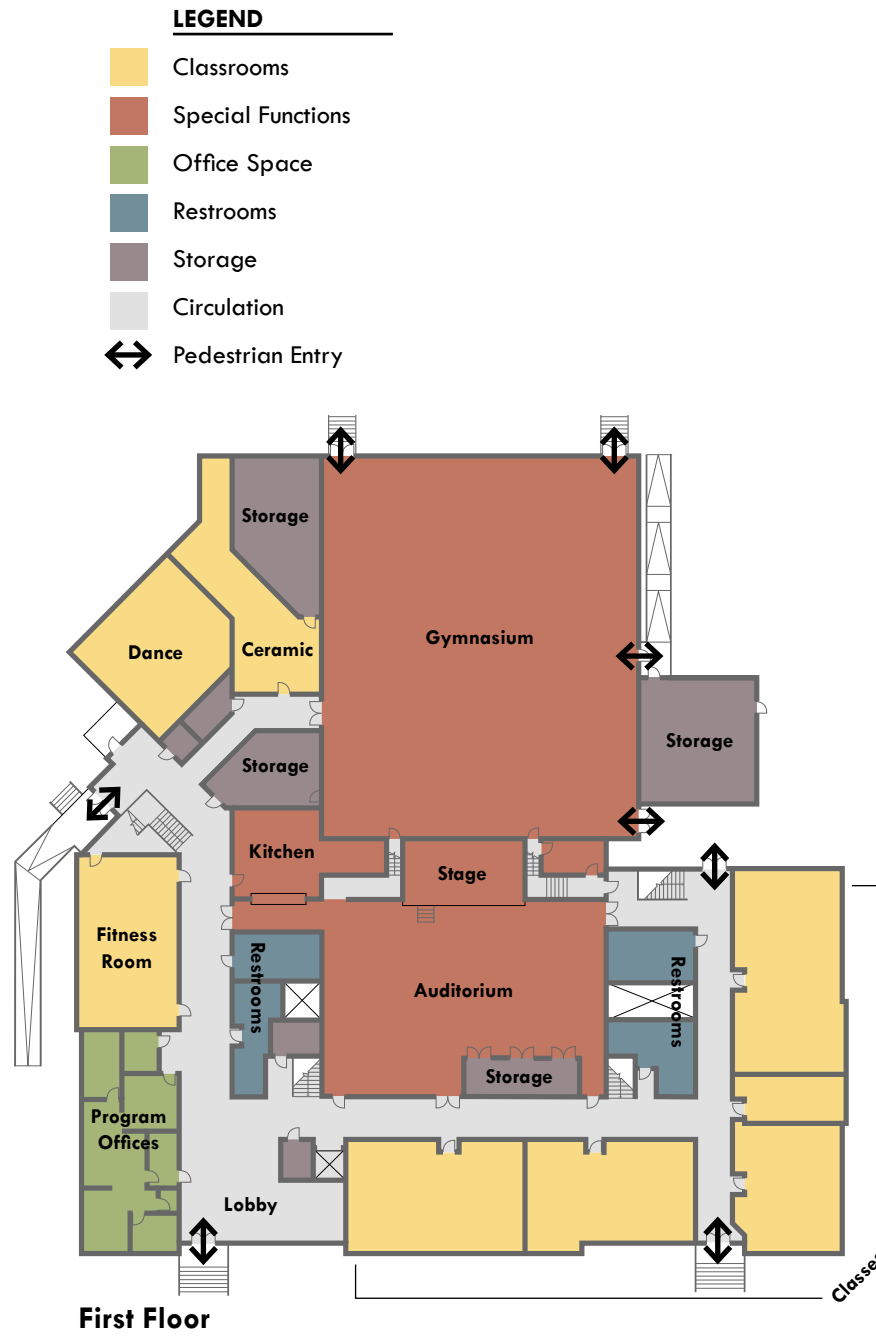 LEGEND
Classrooms
Special Functions
Office Space
Restrooms
Storage
Circulation
Pedestrian Entry
Storage
Gymnasium
Dance
Ceramic
Storage
Storage
Kitchen
Stage
Fitness
Room
Restrooms
Auditorium
Restrooms
Storage
Program
Offices
Lobby
First Floor